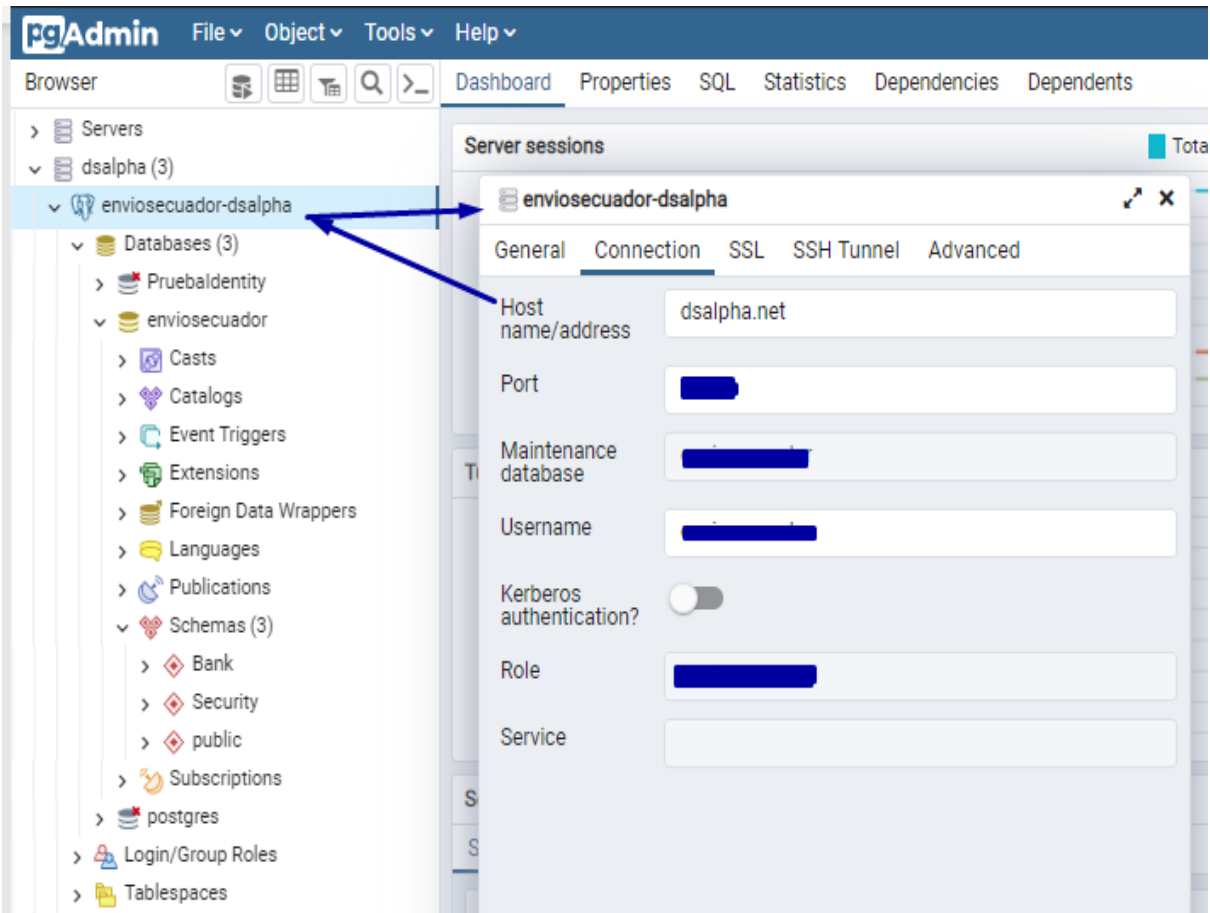 pgAdmin File Object Tools Help
Browser
Dashboard Properties SQL Statistics Dependencies Dependents
Servers
dsalpha (3)
enviosecuador-dsalpha
Databases (3)
PruebaIdentity
enviosecuador
Casts
Catalogs
Event Triggers
Extensions
Foreign Data Wrappers
Languages
Publications
Schemas (3)
Bank
Security
public
Subscriptions
postgres
Login/Group Roles
Tablespaces
Server sessions
enviosecuador-dsalpha
General Connection SSL SSH Tunnel Advanced
Host
name/address
dsalpha.net
Port
Maintenance
database
Username
Kerberos
authentication?
Role
Service